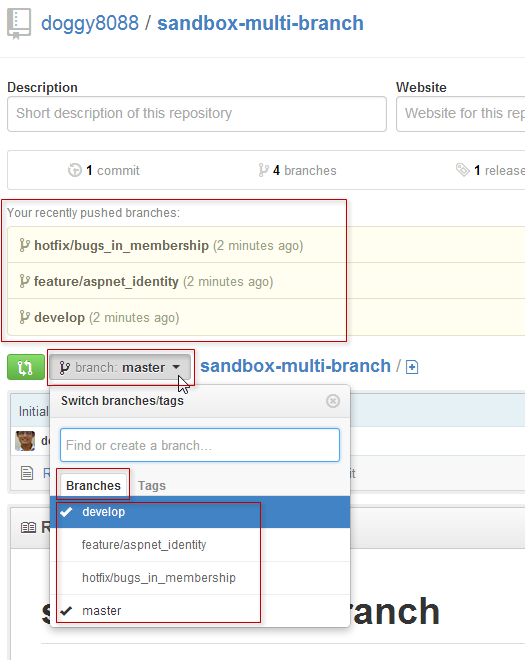 doggy8088 / sandbox-multi-branch
Description Website
Short description of this repository Website for this rep
1 commit 4 branches 1 release
Your recently pushed branches:
hotfix/bugs_in_membership (2 minutes ago)
feature/aspnet_identity (2 minutes ago)
develop (2 minutes ago)
branch: master sandbox-multi-branch /
Switch branches/tags
Initial
Find or create a branch...
Branches Tags
develop
feature/aspnet_identity
hotfix/bugs_in_membership
master